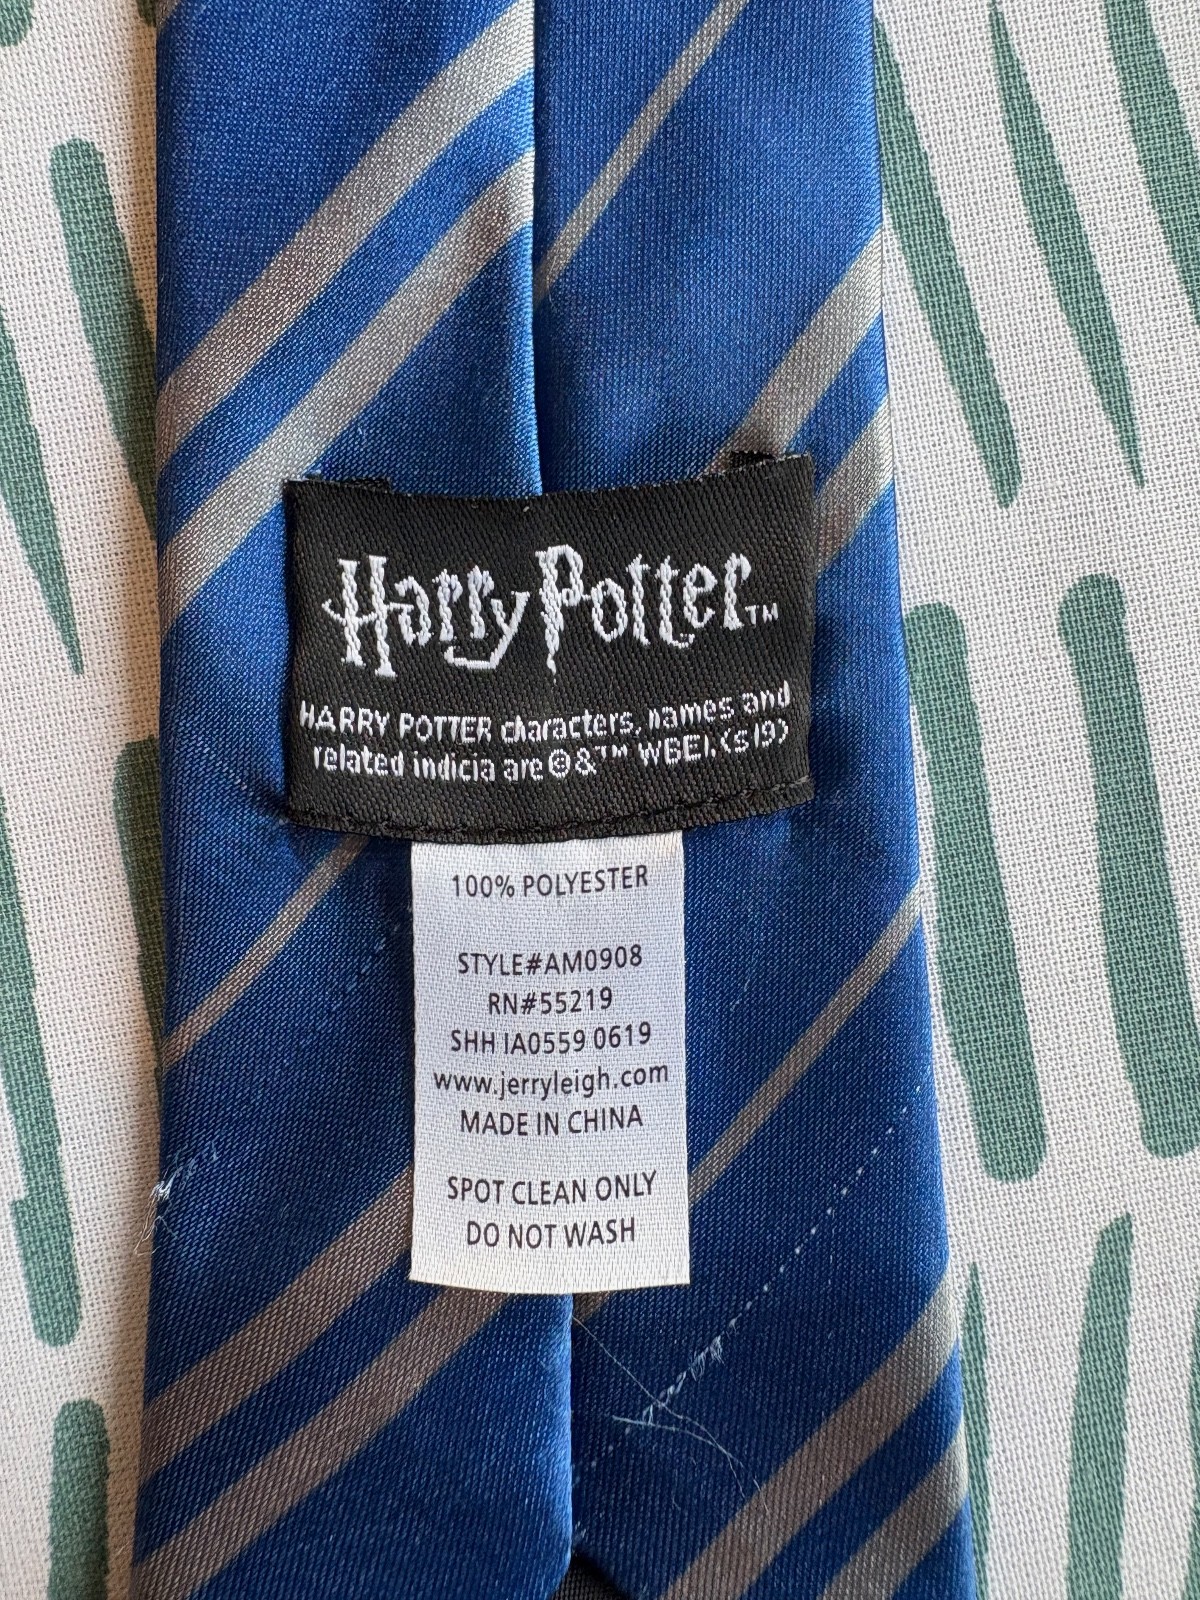 Harry Potter™
HARRY POTTER characters, names and
related indicia are © & ™ WBEI. (s19)
100% POLYESTER
STYLE#AM0908
RN#55219
SHH IA0559 0619
www.jerryleigh.com
MADE IN CHINA
SPOT CLEAN ONLY
DO NOT WASH